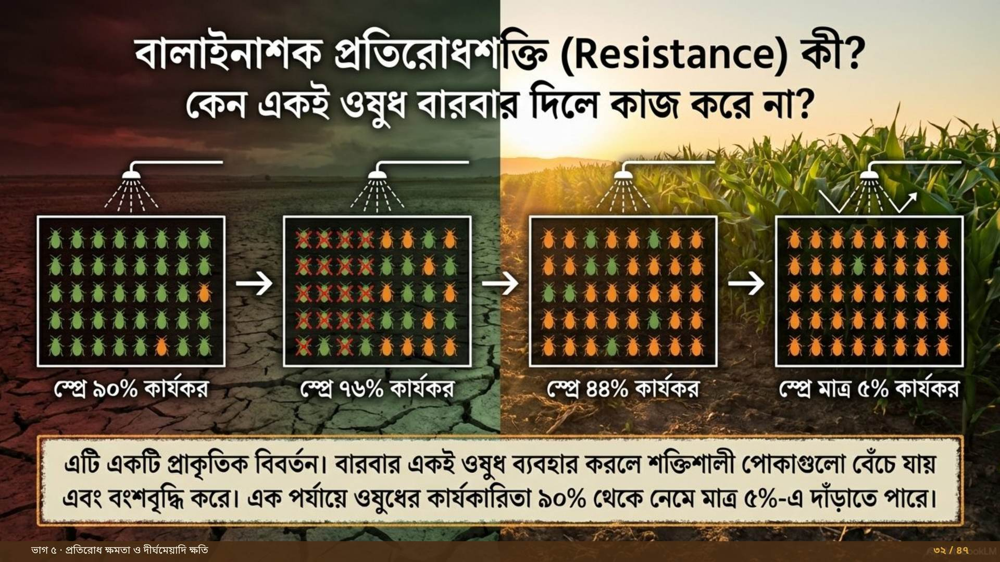 বালাইনাশক প্রতিরোধশক্তি (Resistance) কী?
কেন একই ওষুধ বারবার দিলে কাজ করে না?
স্প্রে ৯০% কার্যকর
স্প্রে ৭৬% কার্যকর
স্প্রে ৪৪% কার্যকর
স্প্রে মাত্র ৫% কার্যকর
এটি একটি প্রাকৃতিক বিবর্তন। বারবার একই ওষুধ ব্যবহার করলে শক্তিশালী পোকাগুলো বেঁচে যায়
এবং বংশবৃদ্ধি করে। এক পর্যায়ে ওষুধের কার্যকারিতা ৯০% থেকে নেমে মাত্র ৫%-এ দাঁড়াতে পারে।
ভাগ ৫ · প্রতিরোধ ক্ষমতা ও দীর্ঘমেয়াদি ক্ষতি
৩২ / ৪৭